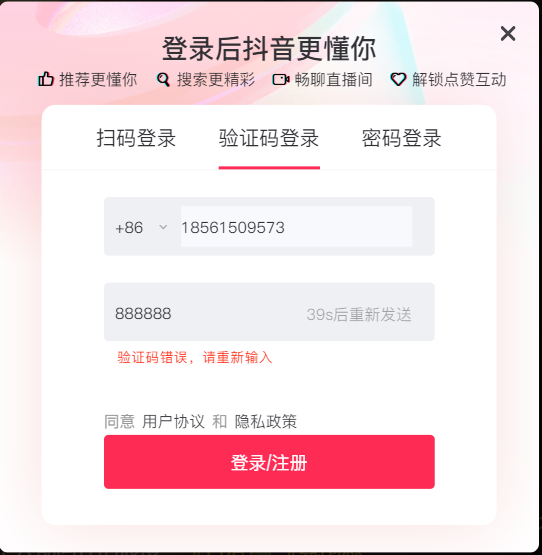 登录后抖音更懂你
推荐更懂你 搜索更精彩 畅聊直播间 解锁点赞互动
扫码登录 验证码登录 密码登录
+86 18561509573
888888 39s后重新发送
验证码错误，请重新输入
同意 用户协议 和 隐私政策
登录/注册